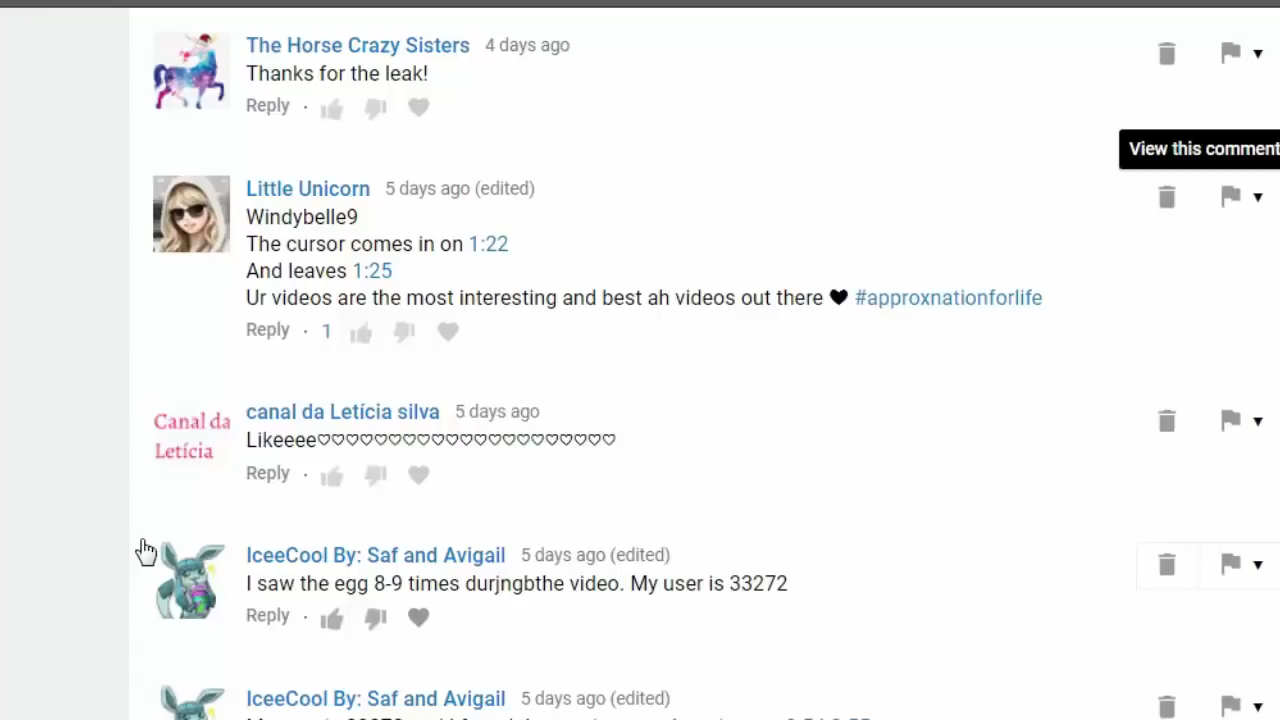 The Horse Crazy Sisters 4 days ago
Thanks for the leak!
Reply ·
View this comment
Little Unicorn 5 days ago (edited)
Windybelle9
The cursor comes in on 1:22
And leaves 1:25
Ur videos are the most interesting and best ah videos out there ♥ #approxnationforlife
Reply · 1
canal da Letícia silva 5 days ago
Canal da
Letícia
Likeeee♡♡♡♡♡♡♡♡♡♡♡♡♡♡♡♡♡♡♡♡♡
Reply ·
IceeCool By: Saf and Avigail 5 days ago (edited)
I saw the egg 8-9 times durjngbthe video. My user is 33272
Reply ·
IceeCool By: Saf and Avigail 5 days ago (edited)